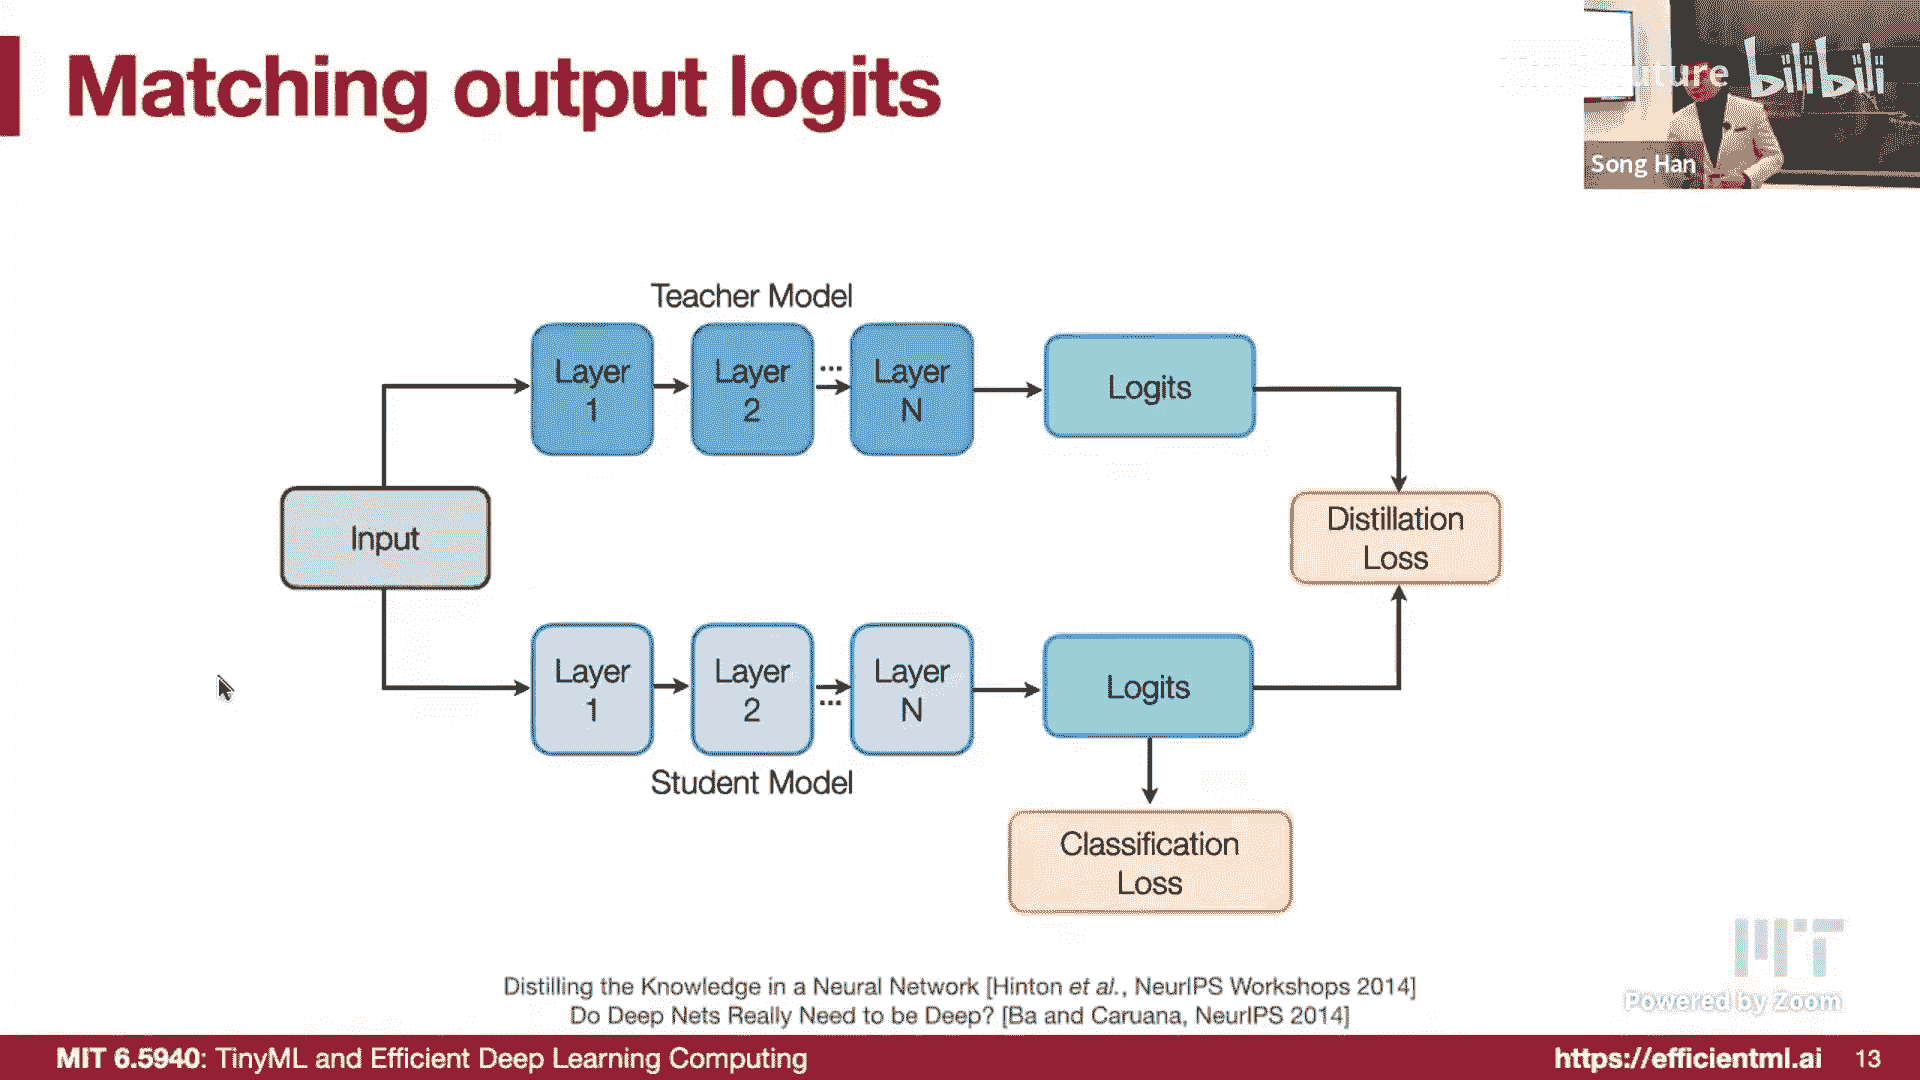 Matching output logits
uture bilibili
Song Han
Teacher Model
Layer
1
Layer
2
...
Layer
N
Logits
Input
Distillation
Loss
Layer
1
Layer
2
...
Layer
N
Logits
Student Model
Classification
Loss
MIT
Powered by Zoom
Distilling the Knowledge in a Neural Network [Hinton et al., NeurIPS Workshops 2014]
Do Deep Nets Really Need to be Deep? [Ba and Caruana, NeurIPS 2014]
MIT 6.5940: TinyML and Efficient Deep Learning Computing
https://efficientml.ai 13